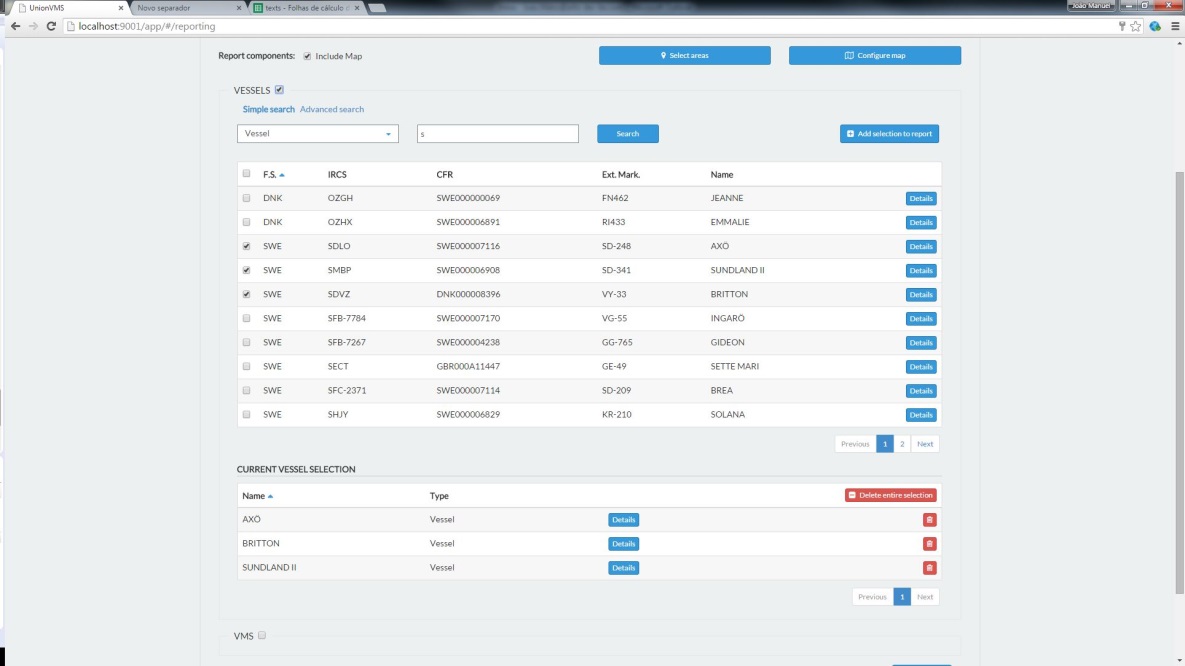 UnionVMS Novo separador texts - Folhas de cálculo d João Manuel
localhost:9001/app/#/reporting
Report components: Include Map Select areas Configure map
VESSELS
Simple search Advanced search
Vessel s Search Add selection to report
F.S. IRCS CFR Ext. Mark. Name
DNK OZGH SWE000000069 FN462 JEANNE Details
DNK OZHX SWE000006891 RI433 EMMALIE Details
SWE SDLO SWE000007116 SD-248 AXÖ Details
SWE SMBP SWE000006908 SD-341 SUNDLAND II Details
SWE SDVZ DNK000008396 VY-33 BRITTON Details
SWE SFB-7784 SWE000007170 VG-55 INGARÖ Details
SWE SFB-7267 SWE000004238 GG-765 GIDEON Details
SWE SECT GBR000A11447 GE-49 SETTE MARI Details
SWE SFC-2371 SWE000007114 SD-209 BREA Details
SWE SHJY SWE000006829 KR-210 SOLANA Details
Previous 1 2 Next
CURRENT VESSEL SELECTION
Name Type Delete entire selection
AXÖ Vessel Details
BRITTON Vessel Details
SUNDLAND II Vessel Details
Previous 1 Next
VMS